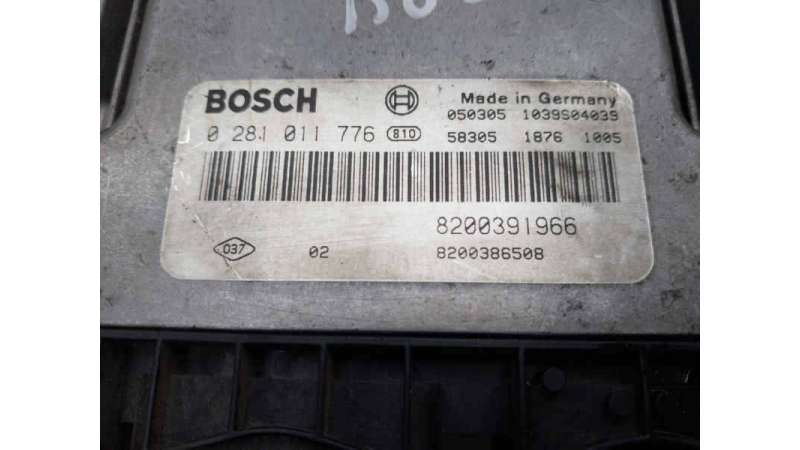 BOSCH
Made in Germany
0 281 011 776 810
050305 1039S04039
58305 1876 1005
8200391966
037 02 8200386508